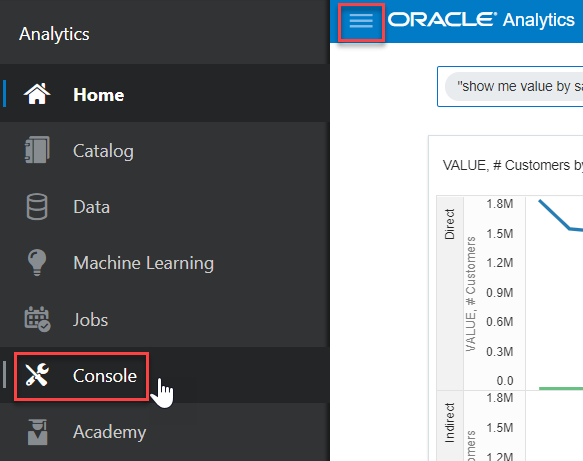 Analytics
Home
Catalog
Data
Machine Learning
Jobs
Console
Academy
ORACLE® Analytics
"show me value by sa
VALUE, # Customers by
Direct
VALUE, # Customers
1.8M
1.5M
1.2M
0.9M
0.6M
0.3M
0.0
Indirect
omers
1.8M
1.5M
1.2M